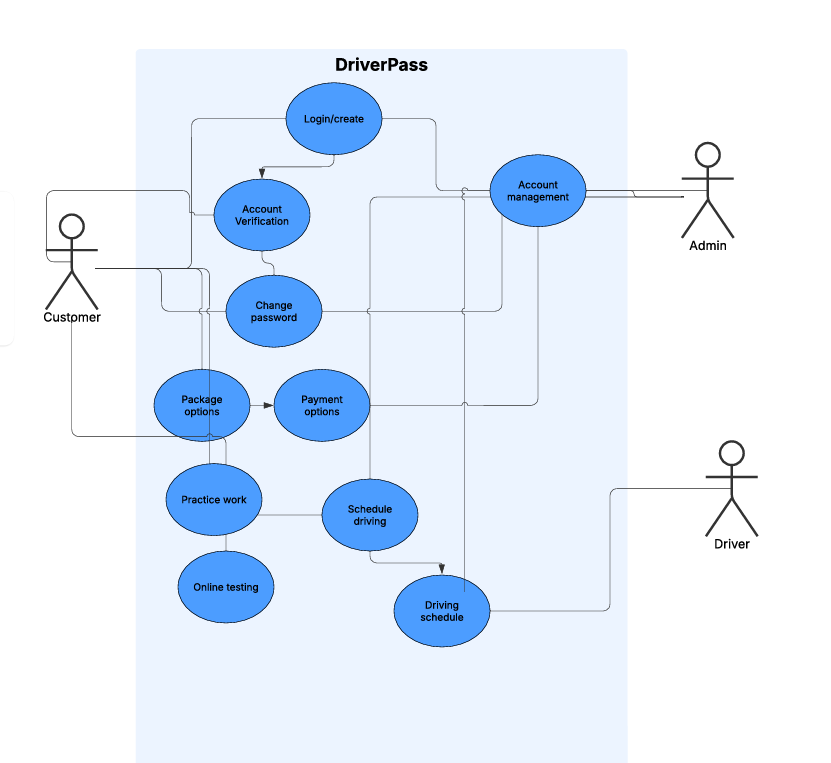 DriverPass
Login/create
Account
management
Account
Verification
Admin
Change
password
Customer
Package
options
Payment
options
Practice work
Schedule
driving
Driver
Online testing
Driving
schedule